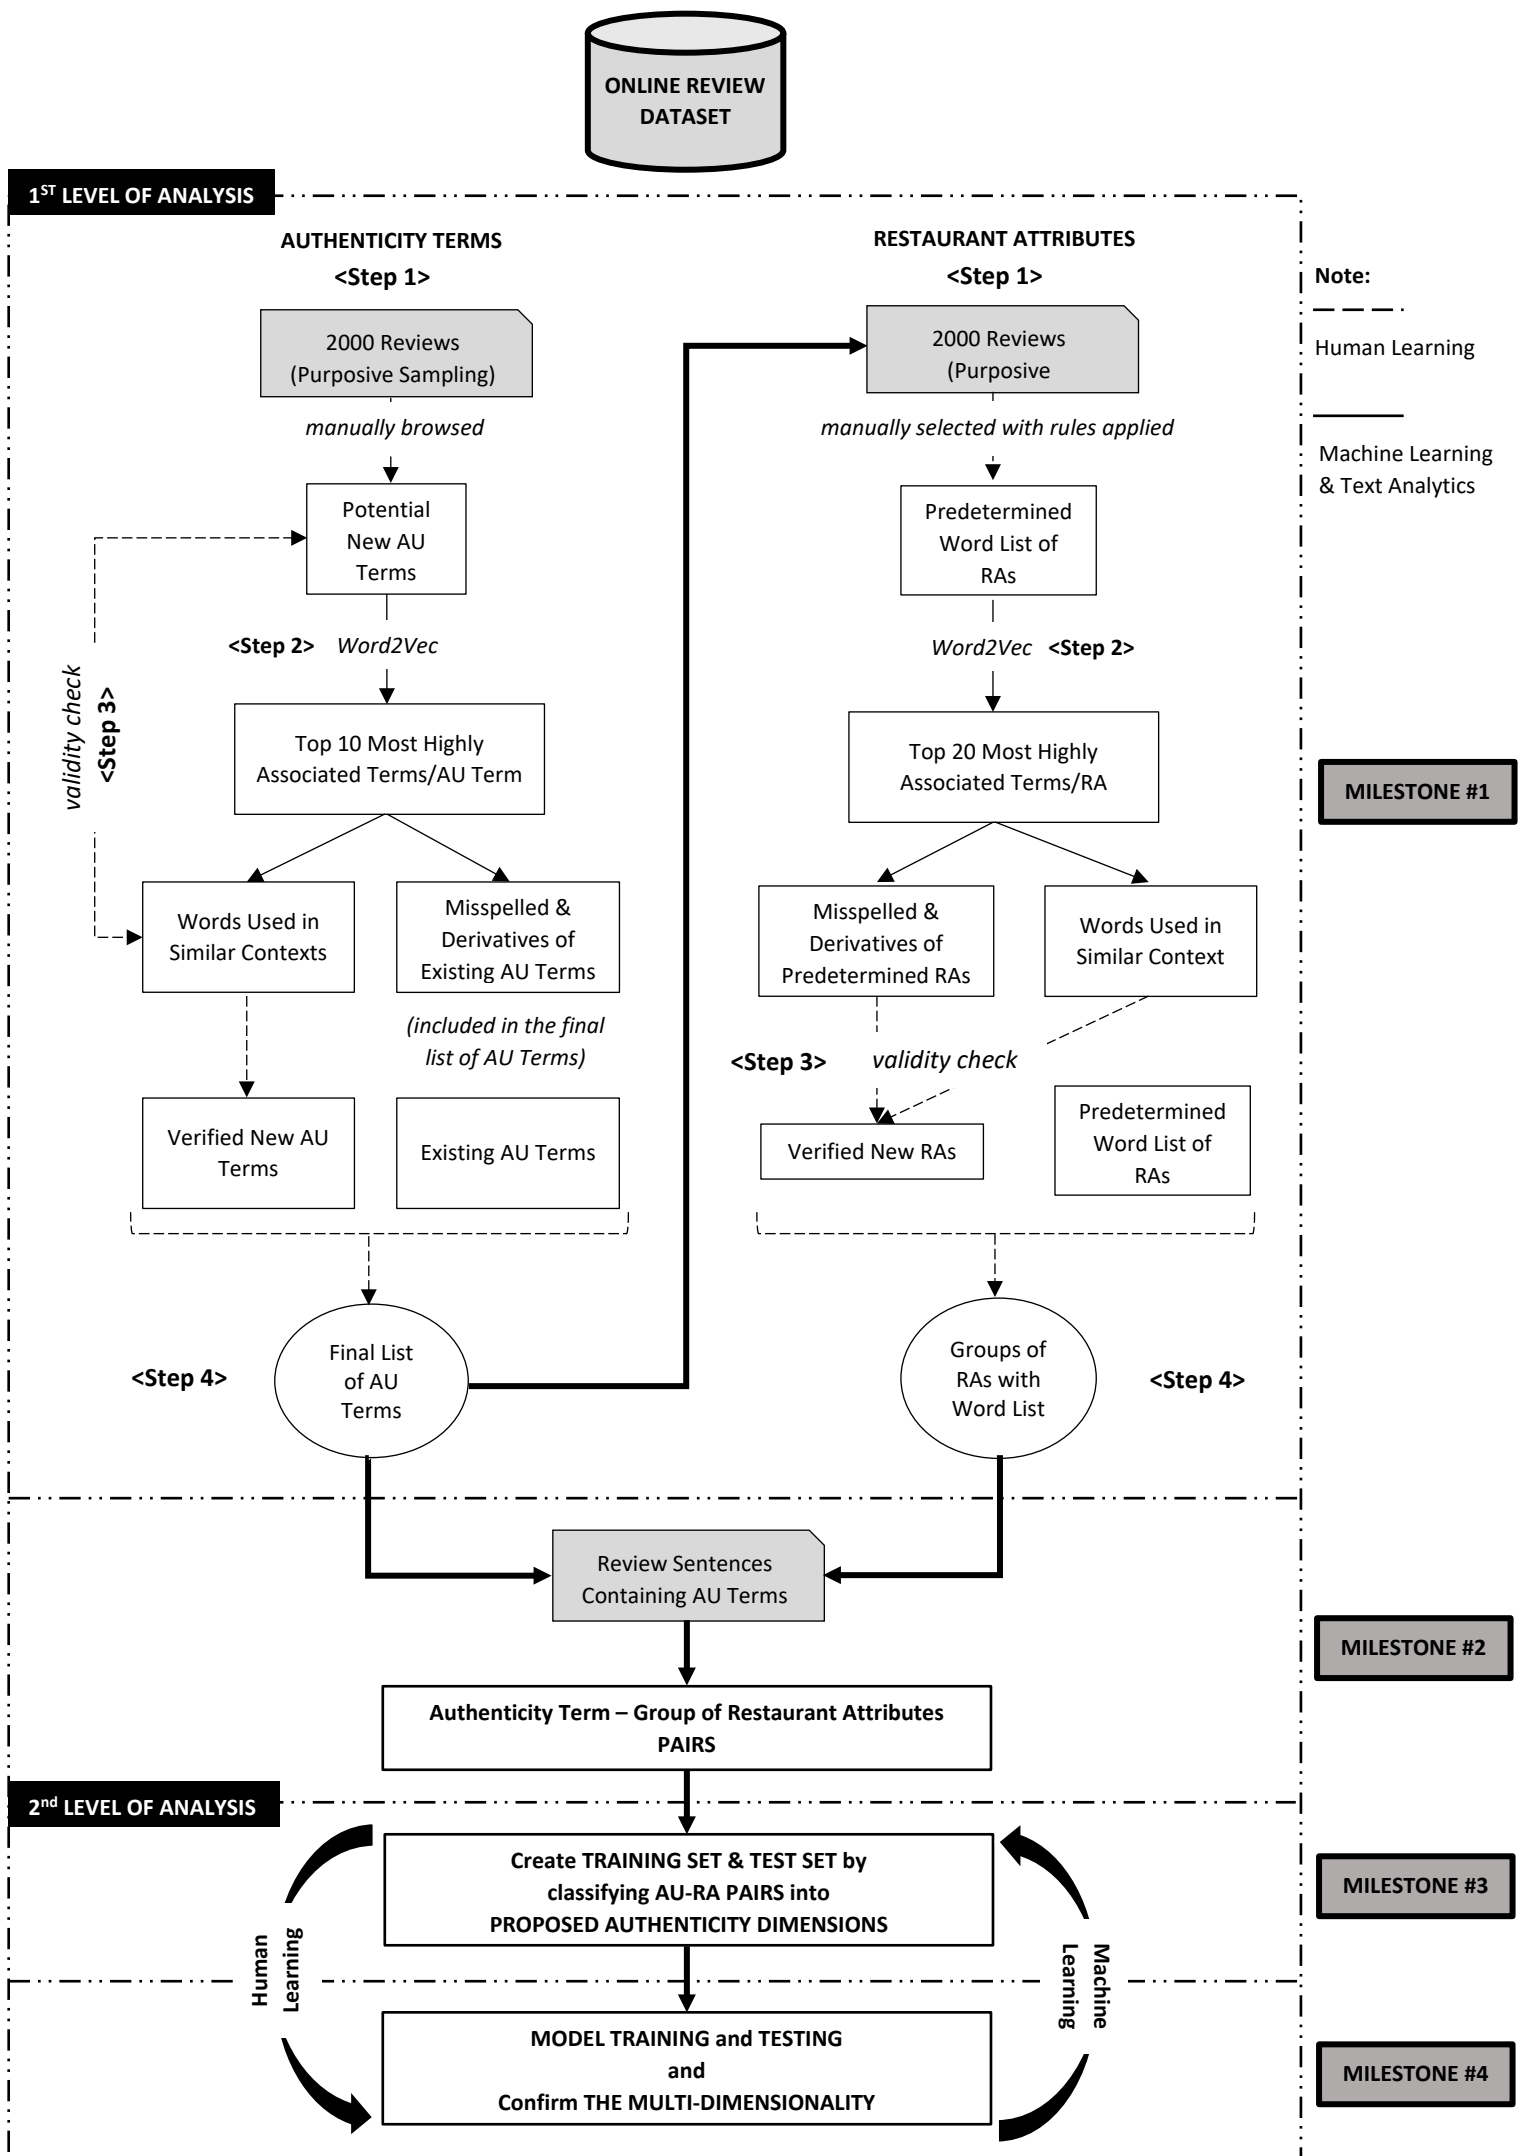 ONLINE REVIEW
DATASET
1ST LEVEL OF ANALYSIS
AUTHENTICITY TERMS
<Step 1>
2000 Reviews
(Purposive Sampling)
manually browsed
Potential
New AU
Terms
<Step 2> Word2Vec
validity check
<Step 3>
Top 10 Most Highly
Associated Terms/AU Term
Words Used in
Similar Contexts
Misspelled &
Derivatives of
Existing AU Terms
(included in the final
list of AU Terms)
Verified New AU
Terms
Existing AU Terms
<Step 4>
Final List
of AU
Terms
RESTAURANT ATTRIBUTES
<Step 1>
2000 Reviews
(Purposive
manually selected with rules applied
Predetermined
Word List of
RAs
Word2Vec <Step 2>
Top 20 Most Highly
Associated Terms/RA
Misspelled &
Derivatives of
Predetermined RAs
Words Used in
Similar Context
<Step 3> validity check
Verified New RAs
Predetermined
Word List of
RAs
Groups of
RAs with
Word List
<Step 4>
Note:
Human Learning
Machine Learning
& Text Analytics
MILESTONE #1
Review Sentences
Containing AU Terms
Authenticity Term – Group of Restaurant Attributes
PAIRS
MILESTONE #2
2nd LEVEL OF ANALYSIS
Create TRAINING SET & TEST SET by
classifying AU-RA PAIRS into
PROPOSED AUTHENTICITY DIMENSIONS
MILESTONE #3
Human
Learning
Machine
Learning
MODEL TRAINING and TESTING
and
Confirm THE MULTI-DIMENSIONALITY
MILESTONE #4